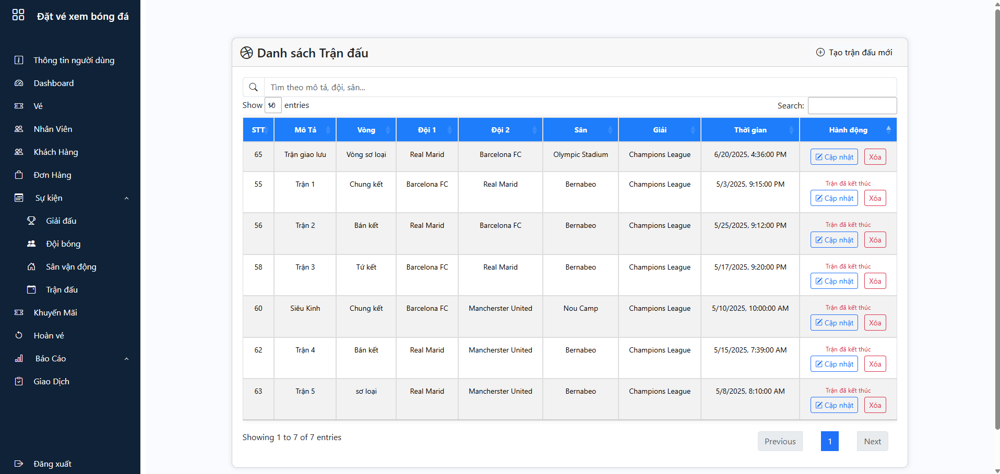 Đặt vé xem bóng đá
Thông tin người dùng
Dashboard
Vé
Nhân Viên
Khách Hàng
Đơn Hàng
Sự kiện
Giải đấu
Đội bóng
Sân vận động
Trận đấu
Khuyến Mãi
Hoàn vé
Báo Cáo
Giao Dịch
Đăng xuất
Danh sách Trận đấu
Tạo trận đấu mới
Tìm theo mô tả, đội, sân...
Show 10 entries
Search:
STT Mô Tả Vòng Đội 1 Đội 2 Sân Giải Thời gian Hành động
65 Trận giao lưu Vòng sơ loại Real Marid Barcelona FC Olympic Stadium Champions League 6/20/2025, 4:36:00 PM Cập nhật Xóa
Trận đã kết thúc
55 Trận 1 Chung kết Barcelona FC Real Marid Bernabeo Champions League 5/3/2025, 9:15:00 PM Cập nhật Xóa
Trận đã kết thúc
56 Trận 2 Bán kết Real Marid Barcelona FC Bernabeo Champions League 5/25/2025, 9:12:00 PM Cập nhật Xóa
Trận đã kết thúc
58 Trận 3 Tứ kết Barcelona FC Real Marid Bernabeo Champions League 5/17/2025, 9:20:00 PM Cập nhật Xóa
Trận đã kết thúc
60 Siêu Kinh Chung kết Barcelona FC Mancherster United Nou Camp Champions League 5/10/2025, 10:00:00 AM Cập nhật Xóa
Trận đã kết thúc
62 Trận 4 Bán kết Real Marid Mancherster United Bernabeo Champions League 5/15/2025, 7:39:00 AM Cập nhật Xóa
Trận đã kết thúc
63 Trận 5 sơ loại Real Marid Mancherster United Bernabeo Champions League 5/8/2025, 8:10:00 AM Cập nhật Xóa
Showing 1 to 7 of 7 entries
Previous 1 Next